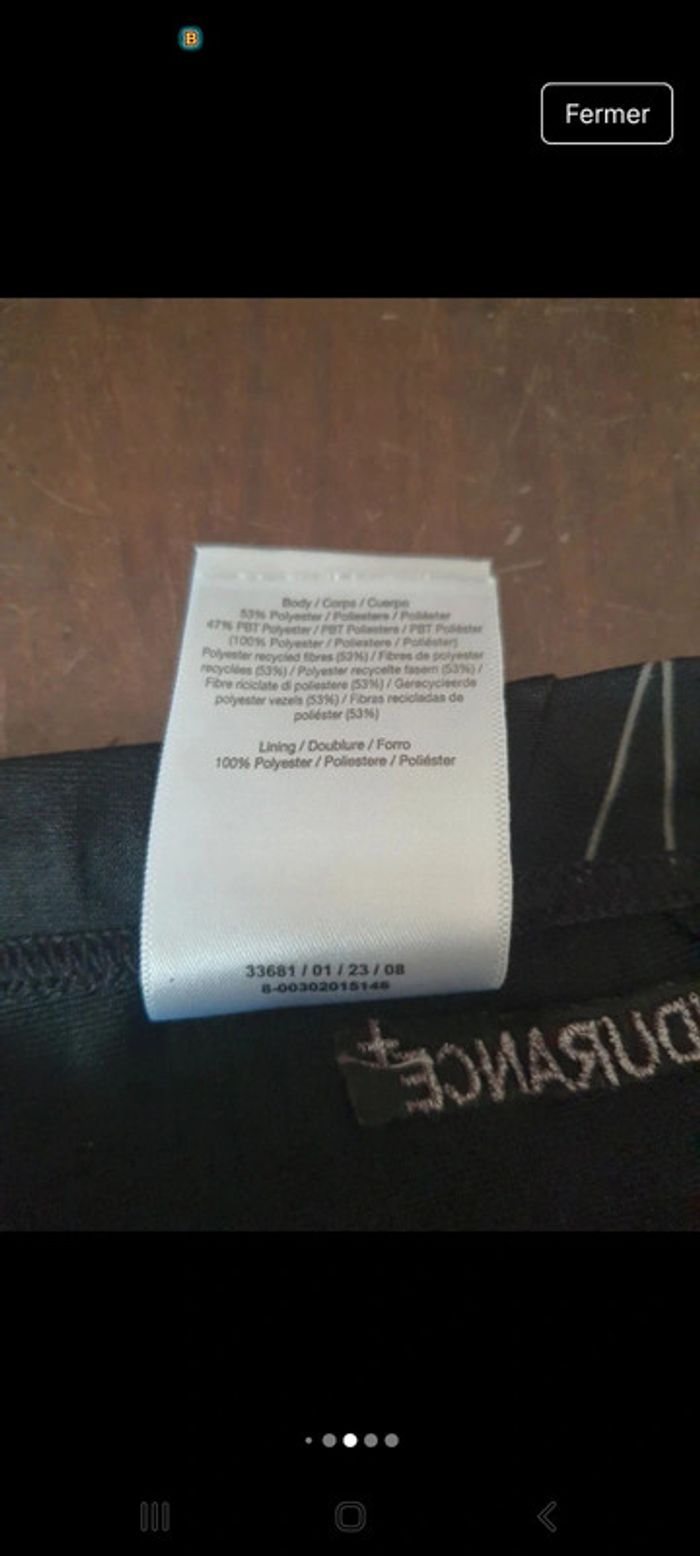 B
Fermer
Body / Corps / Cuerpo
53% Polyester / Poliestere / Poliéster
47% PBT Polyester / PBT Poliestere / PBT Poliéster
(100% Polyester / Poliestere / Poliéster)
Polyester recycled fibres (53%) / Fibres de polyester
recyclées (53%) / Polyester recycelte fasern (53%) /
Fibre riciclate di poliestere (53%) / Gerecycleerde
polyester vezels (53%) / Fibras recicladas de
poliéster (53%)
Lining / Doublure / Forro
100% Polyester / Poliestere / Poliéster
33681 / 01 / 23 / 08
8-00302015146
DURANCE+